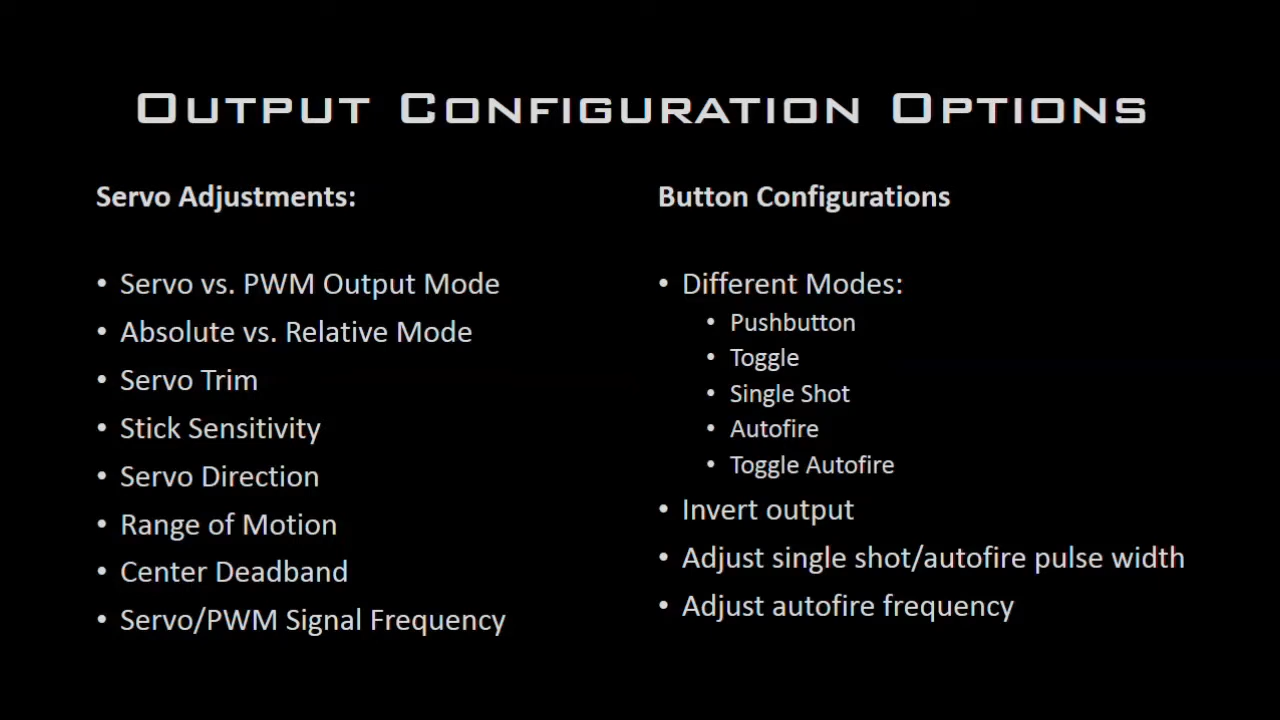 Output Configuration Options
Servo Adjustments:
• Servo vs. PWM Output Mode
• Absolute vs. Relative Mode
• Servo Trim
• Stick Sensitivity
• Servo Direction
• Range of Motion
• Center Deadband
• Servo/PWM Signal Frequency
Button Configurations
• Different Modes:
• Pushbutton
• Toggle
• Single Shot
• Autofire
• Toggle Autofire
• Invert output
• Adjust single shot/autofire pulse width
• Adjust autofire frequency